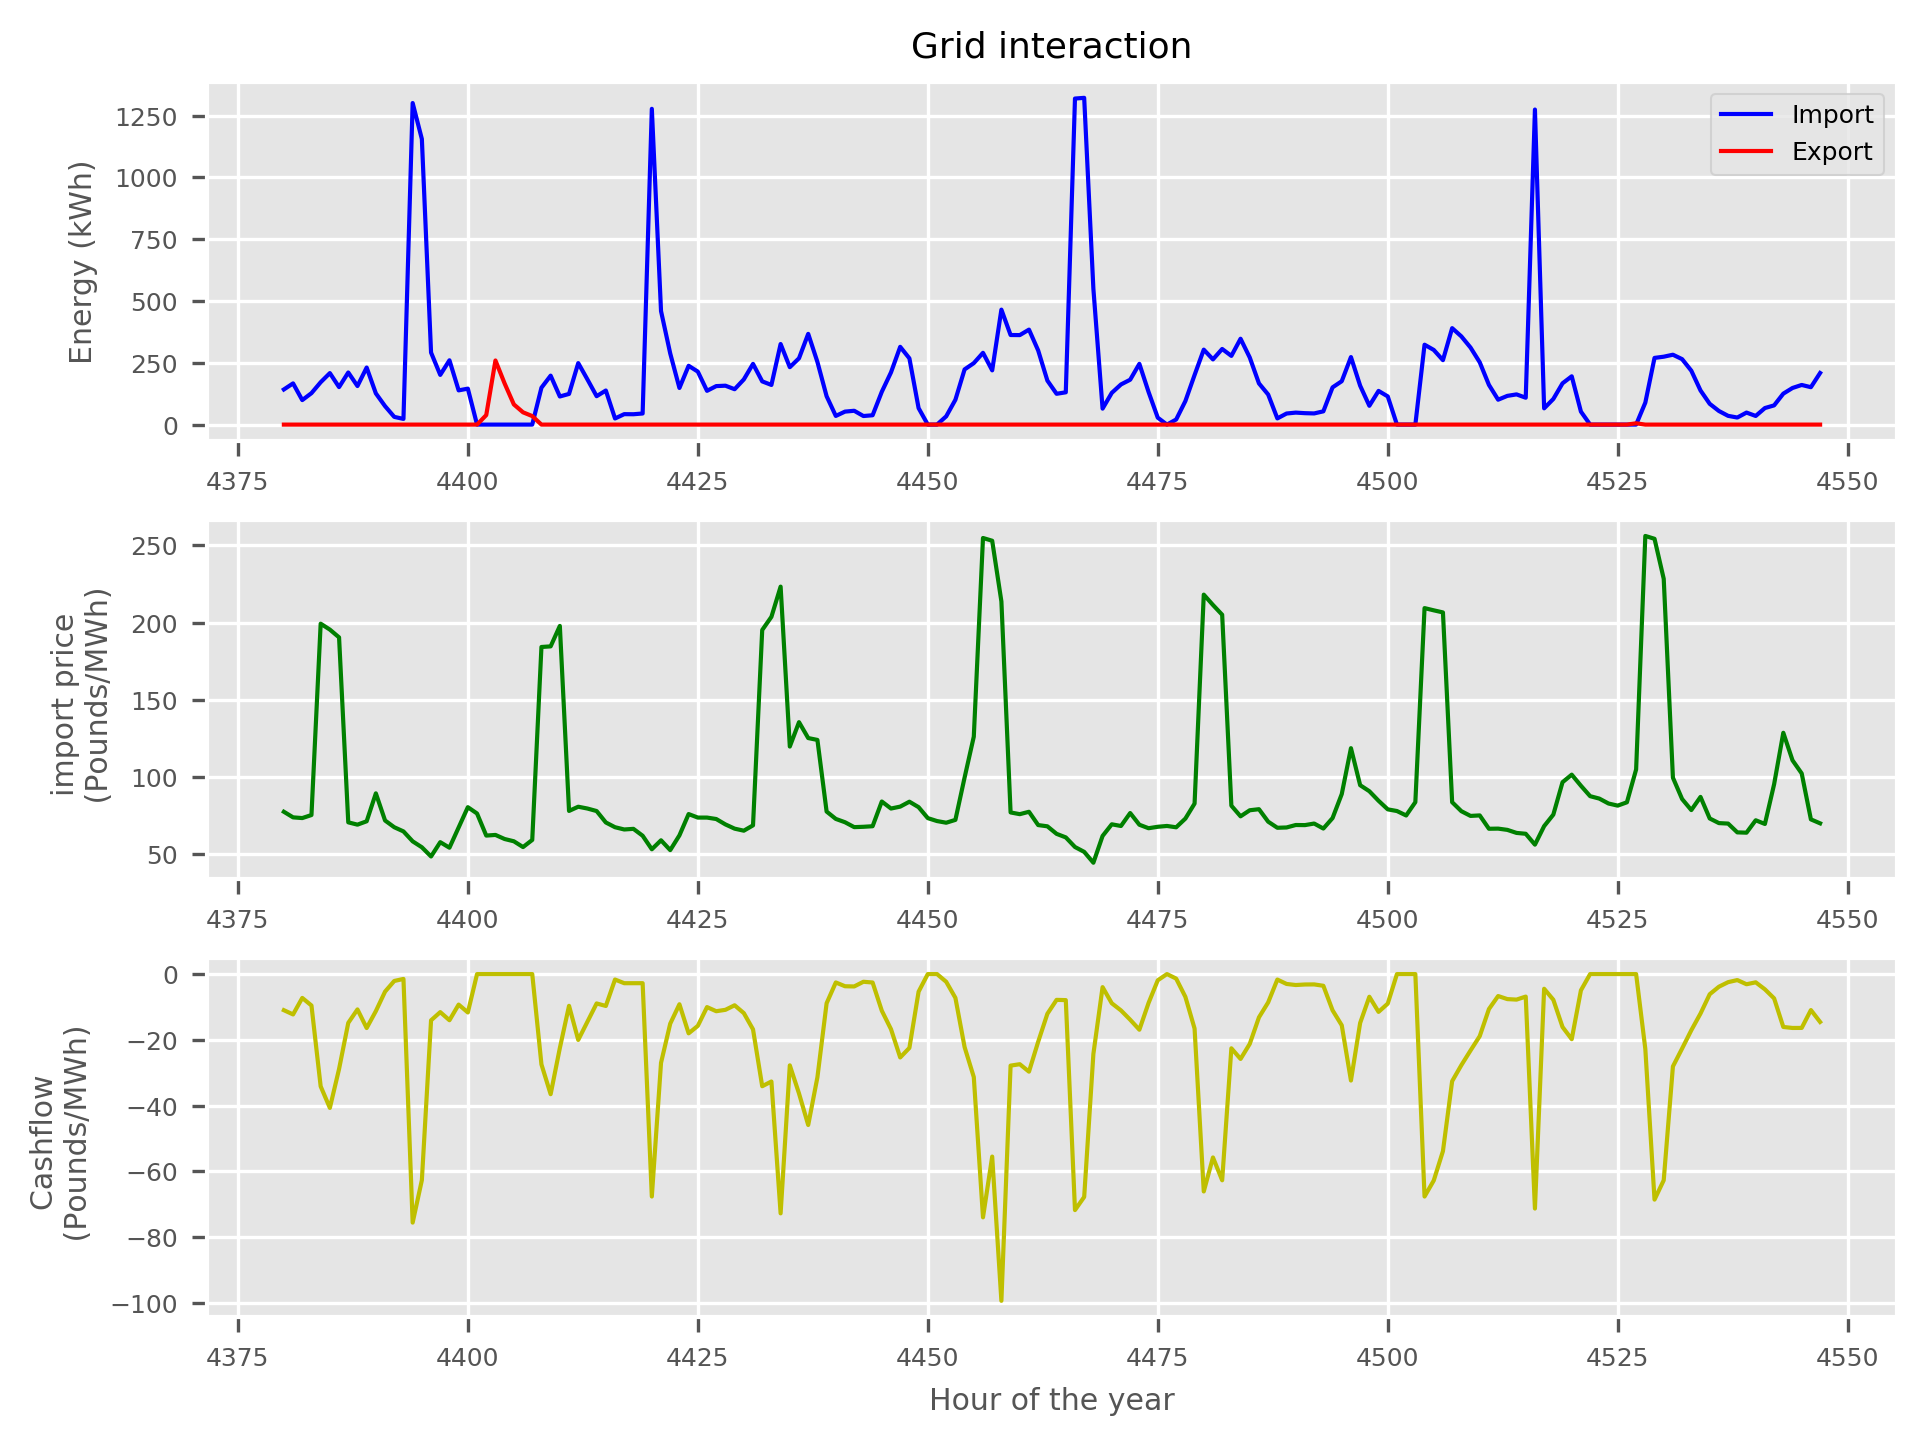 Grid interaction
Energy (kWh)
1250
1000
750
500
250
0
Import
Export
4375 4400 4425 4450 4475 4500 4525 4550
import price
(Pounds/MWh)
250
200
150
100
50
4375 4400 4425 4450 4475 4500 4525 4550
Cashflow
(Pounds/MWh)
0
−20
−40
−60
−80
−100
4375 4400 4425 4450 4475 4500 4525 4550
Hour of the year